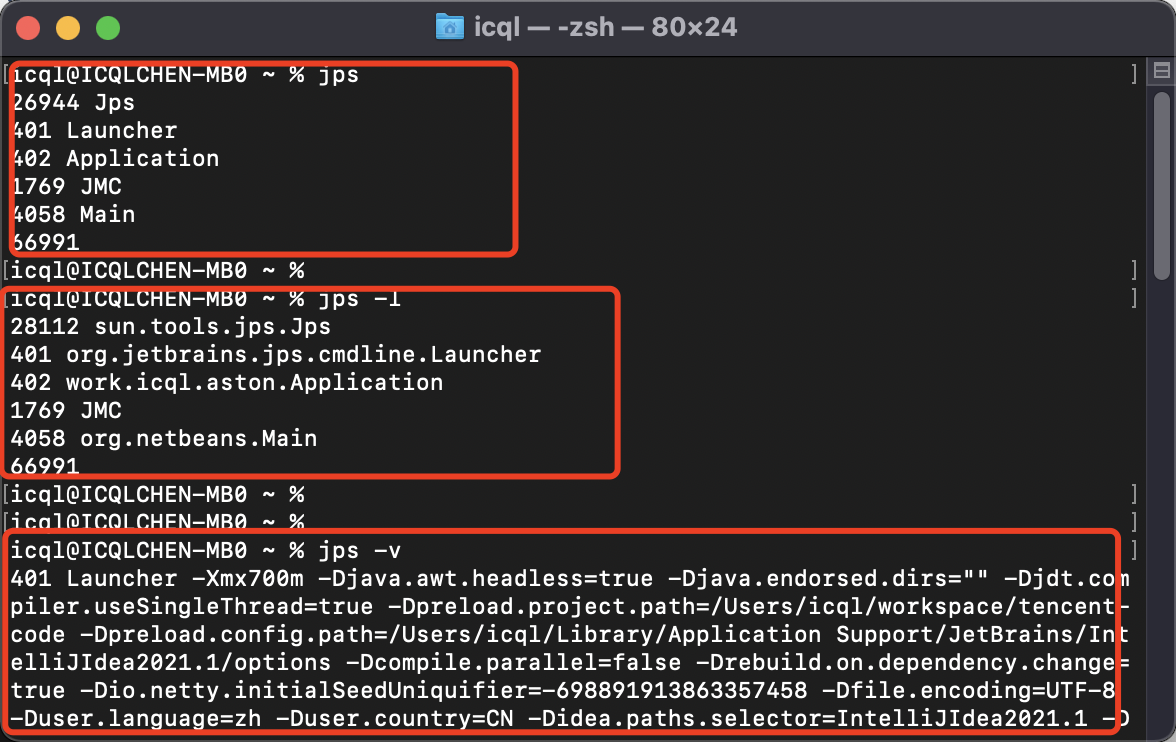 icql — -zsh — 80×24
[icql@ICQLCHEN-MB0 ~ % jps ]
26944 Jps
401 Launcher
402 Application
1769 JMC
4058 Main
66991
[icql@ICQLCHEN-MB0 ~ % ]
[icql@ICQLCHEN-MB0 ~ % jps -l ]
28112 sun.tools.jps.Jps
401 org.jetbrains.jps.cmdline.Launcher
402 work.icql.aston.Application
1769 JMC
4058 org.netbeans.Main
66991
[icql@ICQLCHEN-MB0 ~ % ]
[icql@ICQLCHEN-MB0 ~ % ]
[icql@ICQLCHEN-MB0 ~ % jps -v ]
401 Launcher -Xmx700m -Djava.awt.headless=true -Djava.endorsed.dirs="" -Djdt.com
piler.useSingleThread=true -Dpreload.project.path=/Users/icql/workspace/tencent-
code -Dpreload.config.path=/Users/icql/Library/Application Support/JetBrains/Int
elliJIdea2021.1/options -Dcompile.parallel=false -Drebuild.on.dependency.change=
true -Dio.netty.initialSeedUniquifier=-698891913863357458 -Dfile.encoding=UTF-8
-Duser.language=zh -Duser.country=CN -Didea.paths.selector=IntelliJIdea2021.1 -D